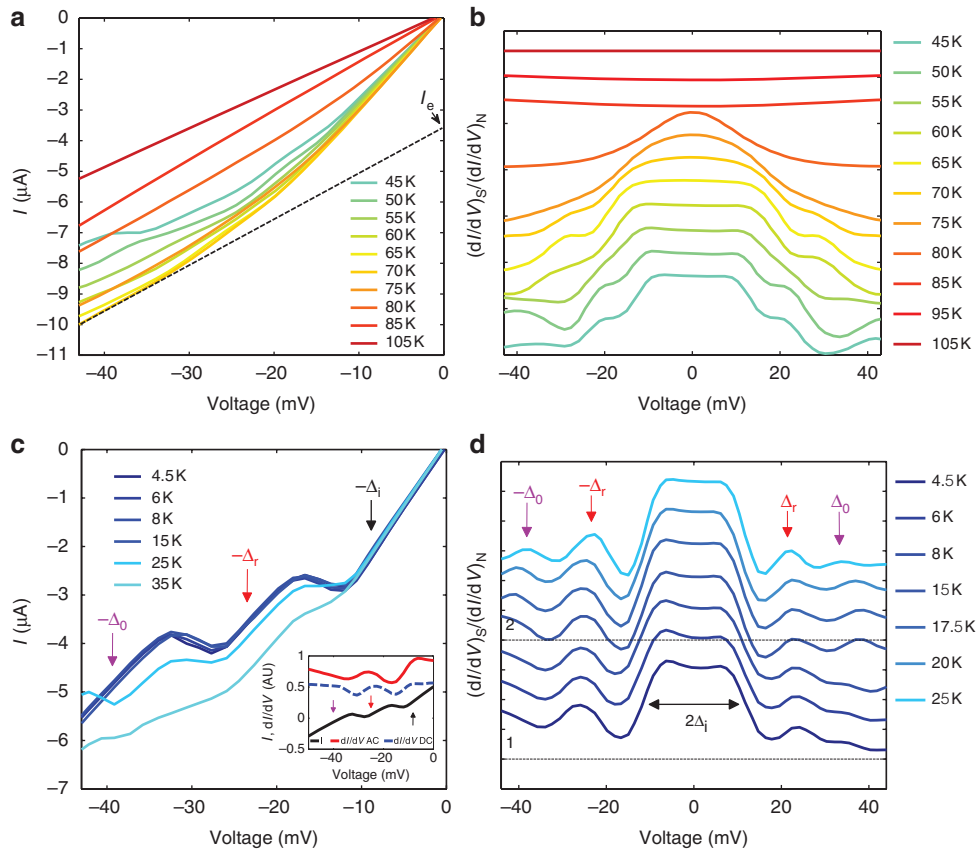 a
0
−1
−2
−3
−4
−5
−6
−7
−8
−9
−10
−11
I (μA)
Ie
45 K
50 K
55 K
60 K
65 K
70 K
75 K
80 K
85 K
105 K
−40 −20 0
Voltage (mV)
b
(dI/dV)S/(dI/dV)N
−40 −20 0 20 40
Voltage (mV)
45 K
50 K
55 K
60 K
65 K
70 K
75 K
80 K
85 K
95 K
105 K
c
0
−1
−2
−3
−4
−5
−6
−7
I (μA)
4.5 K
6 K
8 K
15 K
25 K
35 K
−Δi
−Δr
−Δ0
I, dI/dV (AU)
1
0.5
0
−0.5
I dI/dV AC dI/dV DC
−40 −20 0
Voltage (mV)
−40 −30 −20 −10 0
Voltage (mV)
d
(dI/dV)S/(dI/dV)N
−Δ0
−Δr
Δr
Δ0
2
1
2Δi
−40 −20 0 20 40
Voltage (mV)
4.5 K
6 K
8 K
15 K
17.5 K
20 K
25 K